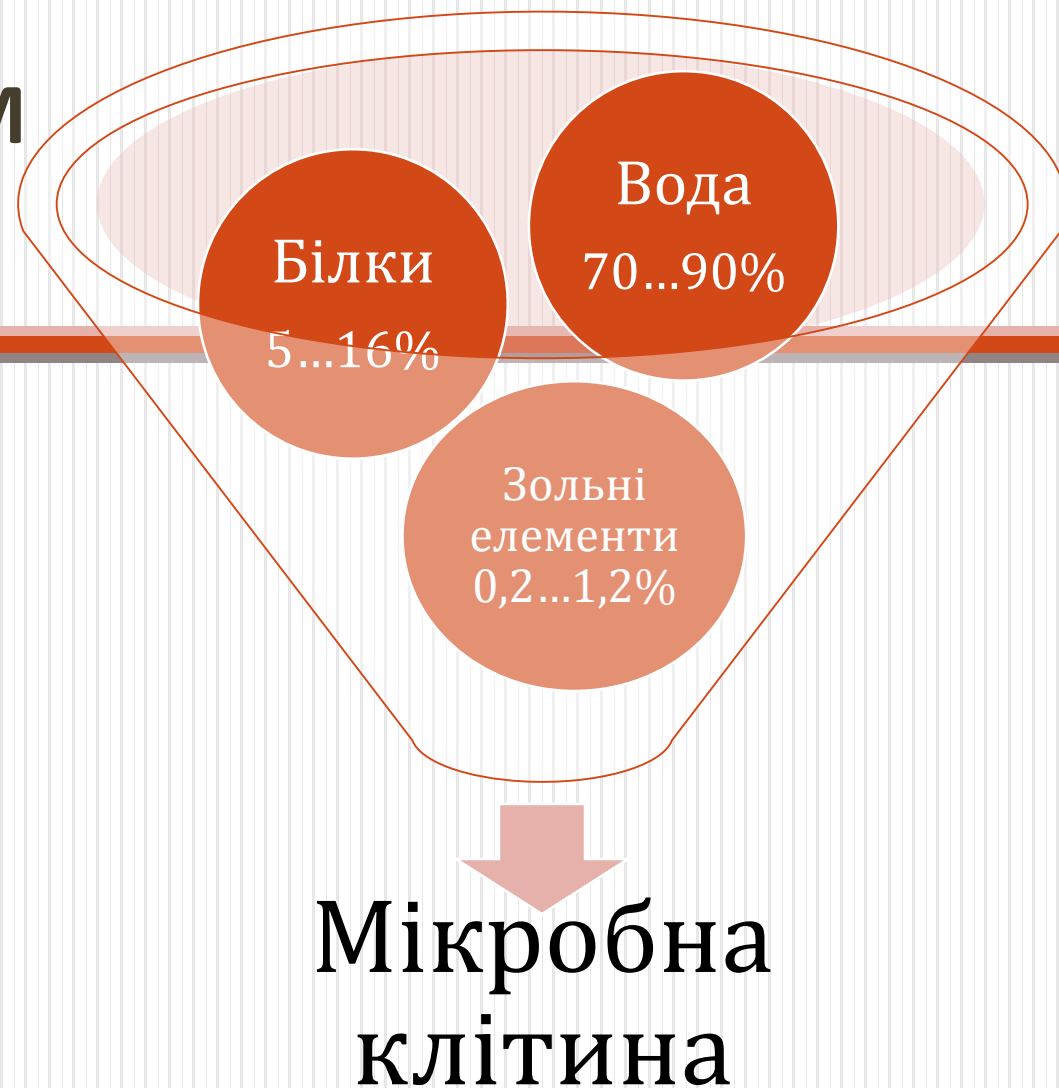 Білки
5...16%
Вода
70...90%
Зольні
елементи
0,2...1,2%
Мікробна
клітина